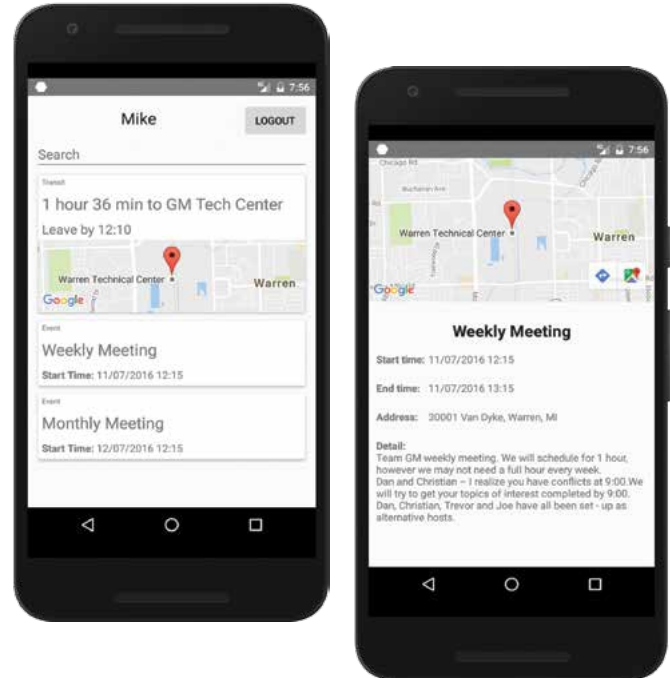 7:56
Mike
LOGOUT
Search
Transit
1 hour 36 min to GM Tech Center
Leave by 12:10
Warren Technical Center
Warren
Google
Event
Weekly Meeting
Start Time: 11/07/2016 12:15
Event
Monthly Meeting
Start Time: 12/07/2016 12:15
7:56
Chicago Rd
Buchanan Ave
Warren Technical Center
Warren
Google
Weekly Meeting
Start time: 11/07/2016 12:15
End time: 11/07/2016 13:15
Address: 30001 Van Dyke, Warren, MI
Detail:
Team GM weekly meeting. We will schedule for 1 hour,
however we may not need a full hour every week.
Dan and Christian – I realize you have conflicts at 9:00.We
will try to get your topics of interest completed by 9:00.
Dan, Christian, Trevor and Joe have all been set - up as
alternative hosts.